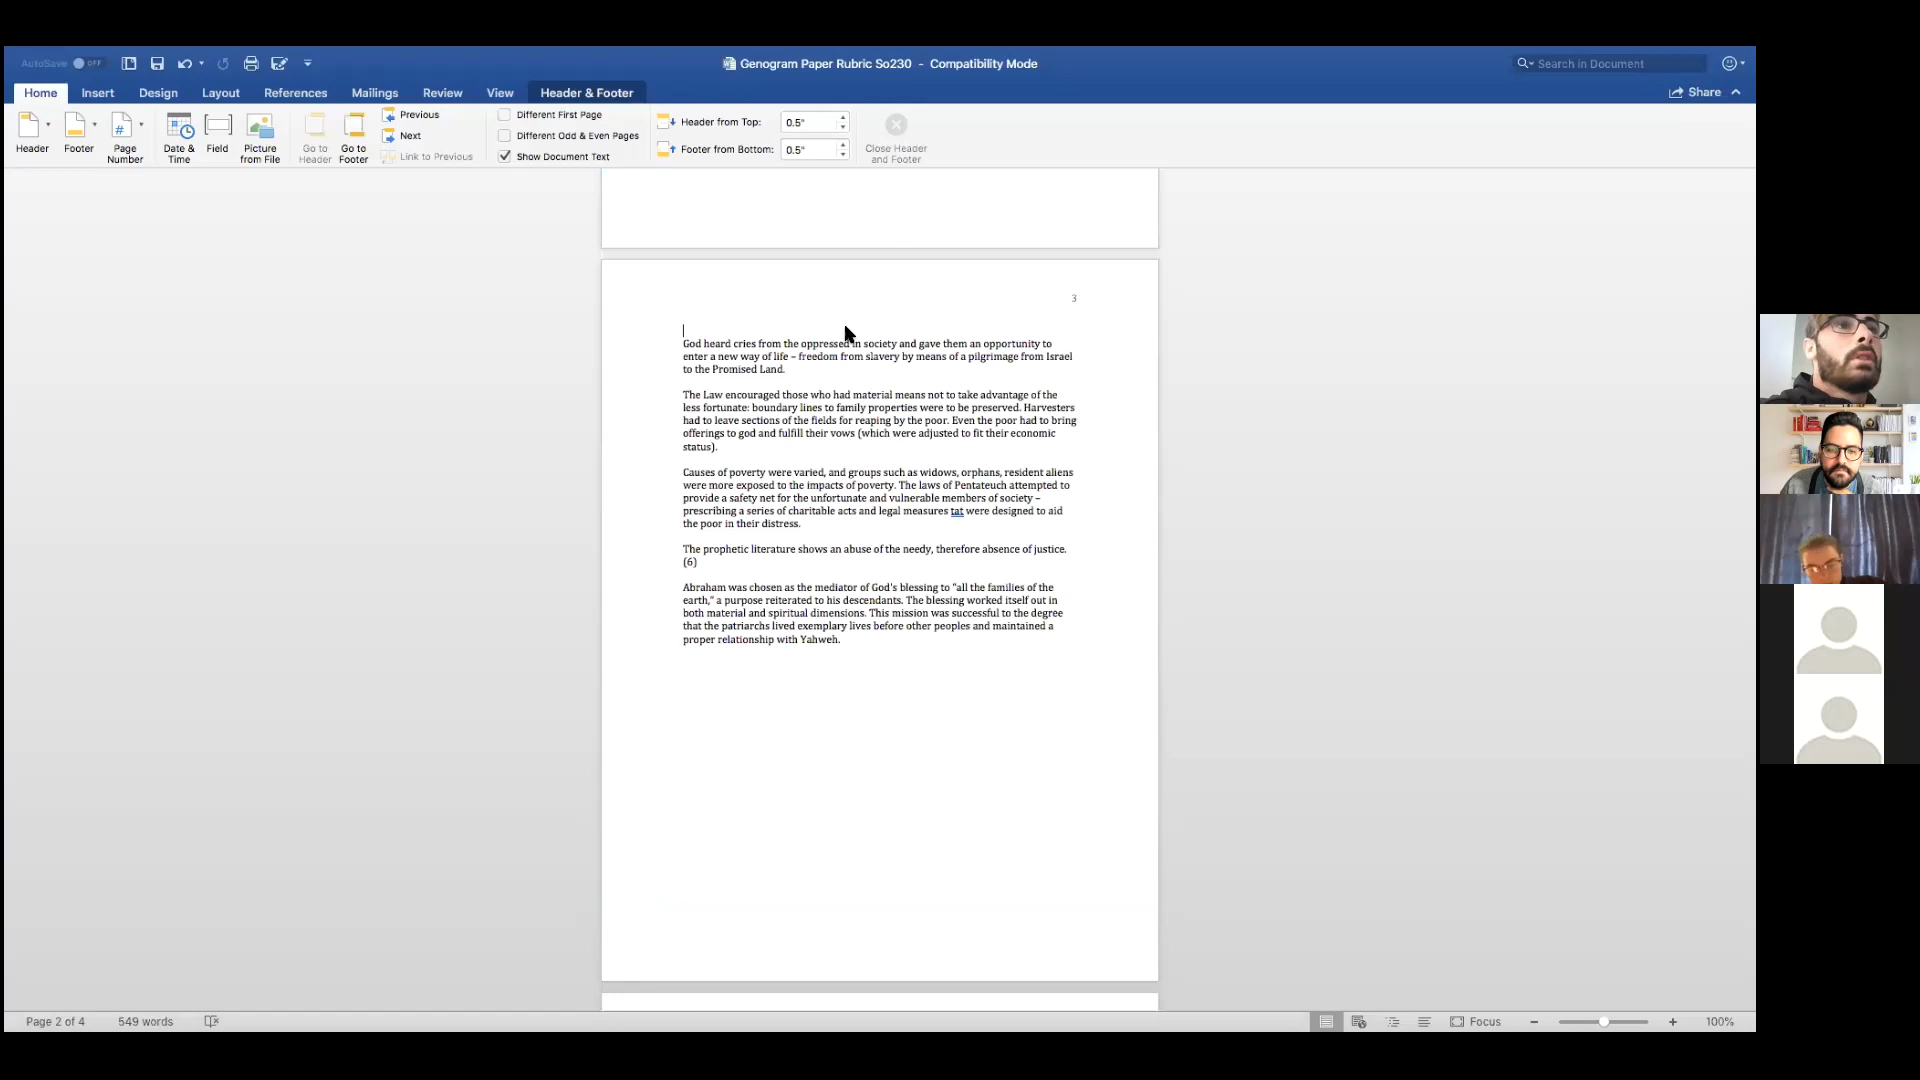 AutoSave OFF
Genogram Paper Rubric So230 - Compatibility Mode
Search in Document
Home Insert Design Layout References Mailings Review View Header & Footer
Share
Header
Footer
Page Number
Date & Time
Field
Picture from File
Go to Header
Go to Footer
Previous
Next
Link to Previous
Different First Page
Different Odd & Even Pages
Show Document Text
Header from Top: 0.5"
Footer from Bottom: 0.5"
Close Header and Footer
3
God heard cries from the oppressed in society and gave them an opportunity to
enter a new way of life – freedom from slavery by means of a pilgrimage from Israel
to the Promised Land.
The Law encouraged those who had material means not to take advantage of the
less fortunate: boundary lines to family properties were to be preserved. Harvesters
had to leave sections of the fields for reaping by the poor. Even the poor had to bring
offerings to god and fulfill their vows (which were adjusted to fit their economic
status).
Causes of poverty were varied, and groups such as widows, orphans, resident aliens
were more exposed to the impacts of poverty. The laws of Pentateuch attempted to
provide a safety net for the unfortunate and vulnerable members of society –
prescribing a series of charitable acts and legal measures tat were designed to aid
the poor in their distress.
The prophetic literature shows an abuse of the needy, therefore absence of justice.
(6)
Abraham was chosen as the mediator of God's blessing to "all the families of the
earth," a purpose reiterated to his descendants. The blessing worked itself out in
both material and spiritual dimensions. This mission was successful to the degree
that the patriarchs lived exemplary lives before other peoples and maintained a
proper relationship with Yahweh.
Page 2 of 4
549 words
Focus
100%